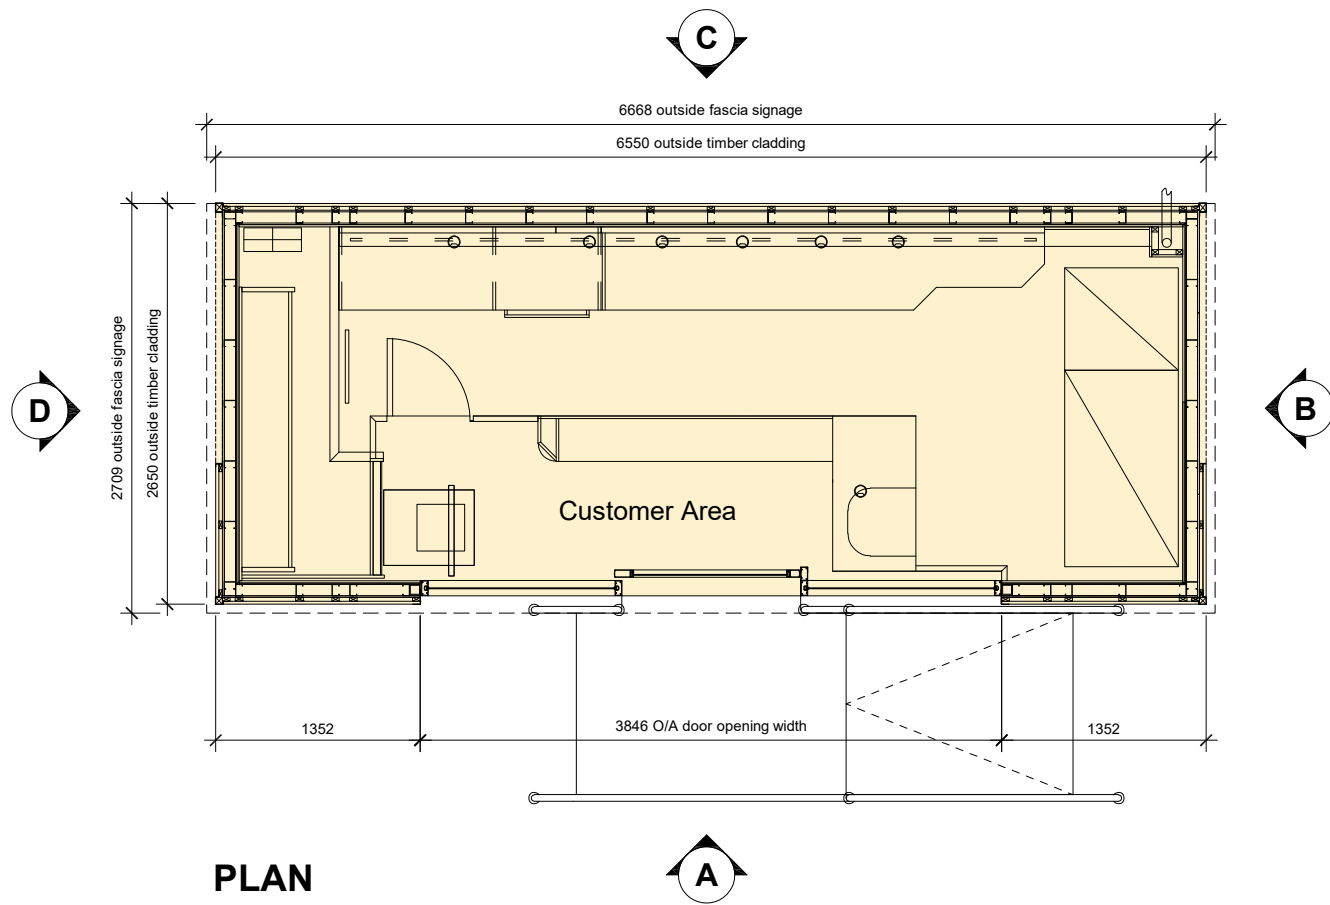 C
6668 outside fascia signage
6550 outside timber cladding
2709 outside fascia signage
2650 outside timber cladding
D
B
Customer Area
1352
3846 O/A door opening width
1352
PLAN
A